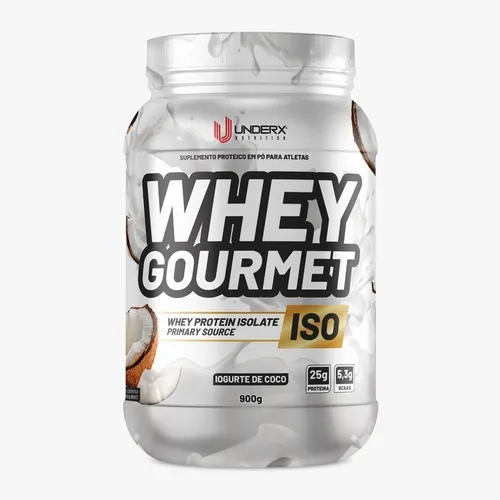 UNDERX
NUTRITION
SUPLEMENTO PROTÉICO EM PÓ PARA ATLETAS
WHEY
GOURMET
WHEY PROTEIN ISOLATE
PRIMARY SOURCE
ISO
IOGURTE DE COCO
25g
PROTEÍNA
5,3g
BCAAS
900g